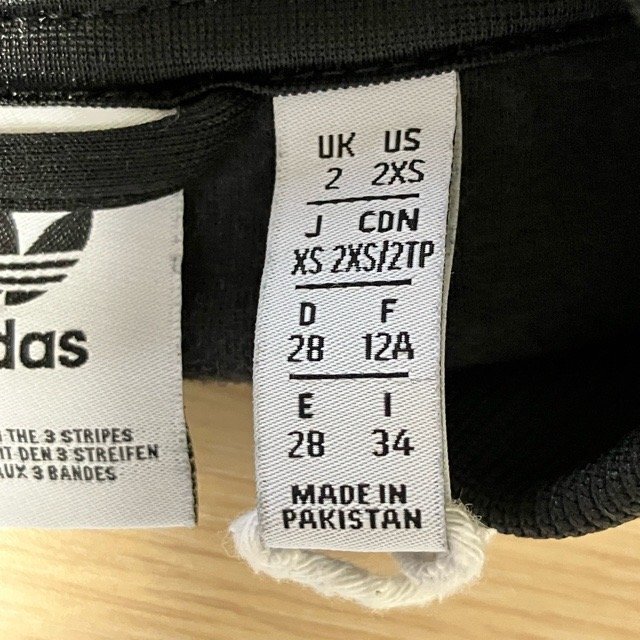 das
THE 3 STRIPES
DEN 3 STREIFEN
AUX 3 BANDES
UK US
2 2XS
J CDN
XS 2XS/2TP
D F
28 12A
E I
28 34
MADE IN
PAKISTAN